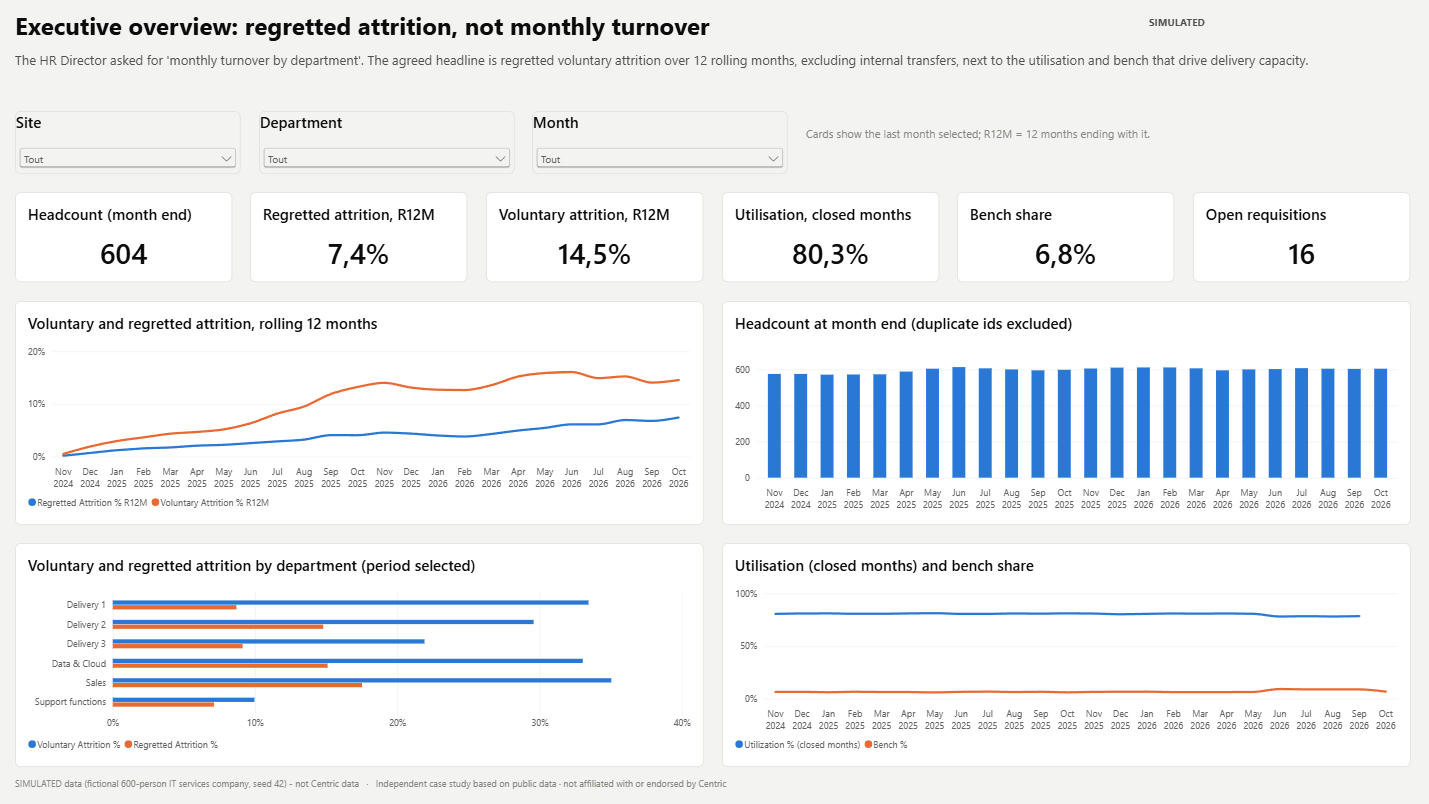 Executive overview: regretted attrition, not monthly turnover
SIMULATED
The HR Director asked for 'monthly turnover by department'. The agreed headline is regretted voluntary attrition over 12 rolling months, excluding internal transfers, next to the utilisation and bench that drive delivery capacity.
Site
Department
Month
Tout
Tout
Tout
Cards show the last month selected; R12M = 12 months ending with it.
Headcount (month end)
604
Regretted attrition, R12M
7,4%
Voluntary attrition, R12M
14,5%
Utilisation, closed months
80,3%
Bench share
6,8%
Open requisitions
16
Voluntary and regretted attrition, rolling 12 months
20%
10%
0%
Nov Dec Jan Feb Mar Apr May Jun Jul Aug Sep Oct Nov Dec Jan Feb Mar Apr May Jun Jul Aug Sep Oct
2024 2024 2025 2025 2025 2025 2025 2025 2025 2025 2025 2025 2025 2025 2026 2026 2026 2026 2026 2026 2026 2026 2026 2026
Regretted Attrition % R12M Voluntary Attrition % R12M
Headcount at month end (duplicate ids excluded)
600
400
200
0
Nov Dec Jan Feb Mar Apr May Jun Jul Aug Sep Oct Nov Dec Jan Feb Mar Apr May Jun Jul Aug Sep Oct
2024 2024 2025 2025 2025 2025 2025 2025 2025 2025 2025 2025 2025 2025 2026 2026 2026 2026 2026 2026 2026 2026 2026 2026
Voluntary and regretted attrition by department (period selected)
Delivery 1
Delivery 2
Delivery 3
Data & Cloud
Sales
Support functions
0% 10% 20% 30% 40%
Voluntary Attrition % Regretted Attrition %
Utilisation (closed months) and bench share
100%
50%
0%
Nov Dec Jan Feb Mar Apr May Jun Jul Aug Sep Oct Nov Dec Jan Feb Mar Apr May Jun Jul Aug Sep Oct
2024 2024 2025 2025 2025 2025 2025 2025 2025 2025 2025 2025 2025 2025 2026 2026 2026 2026 2026 2026 2026 2026 2026 2026
Utilization % (closed months) Bench %
SIMULATED data (fictional 600-person IT services company, seed 42) - not Centric data · Independent case study based on public data · not affiliated with or endorsed by Centric